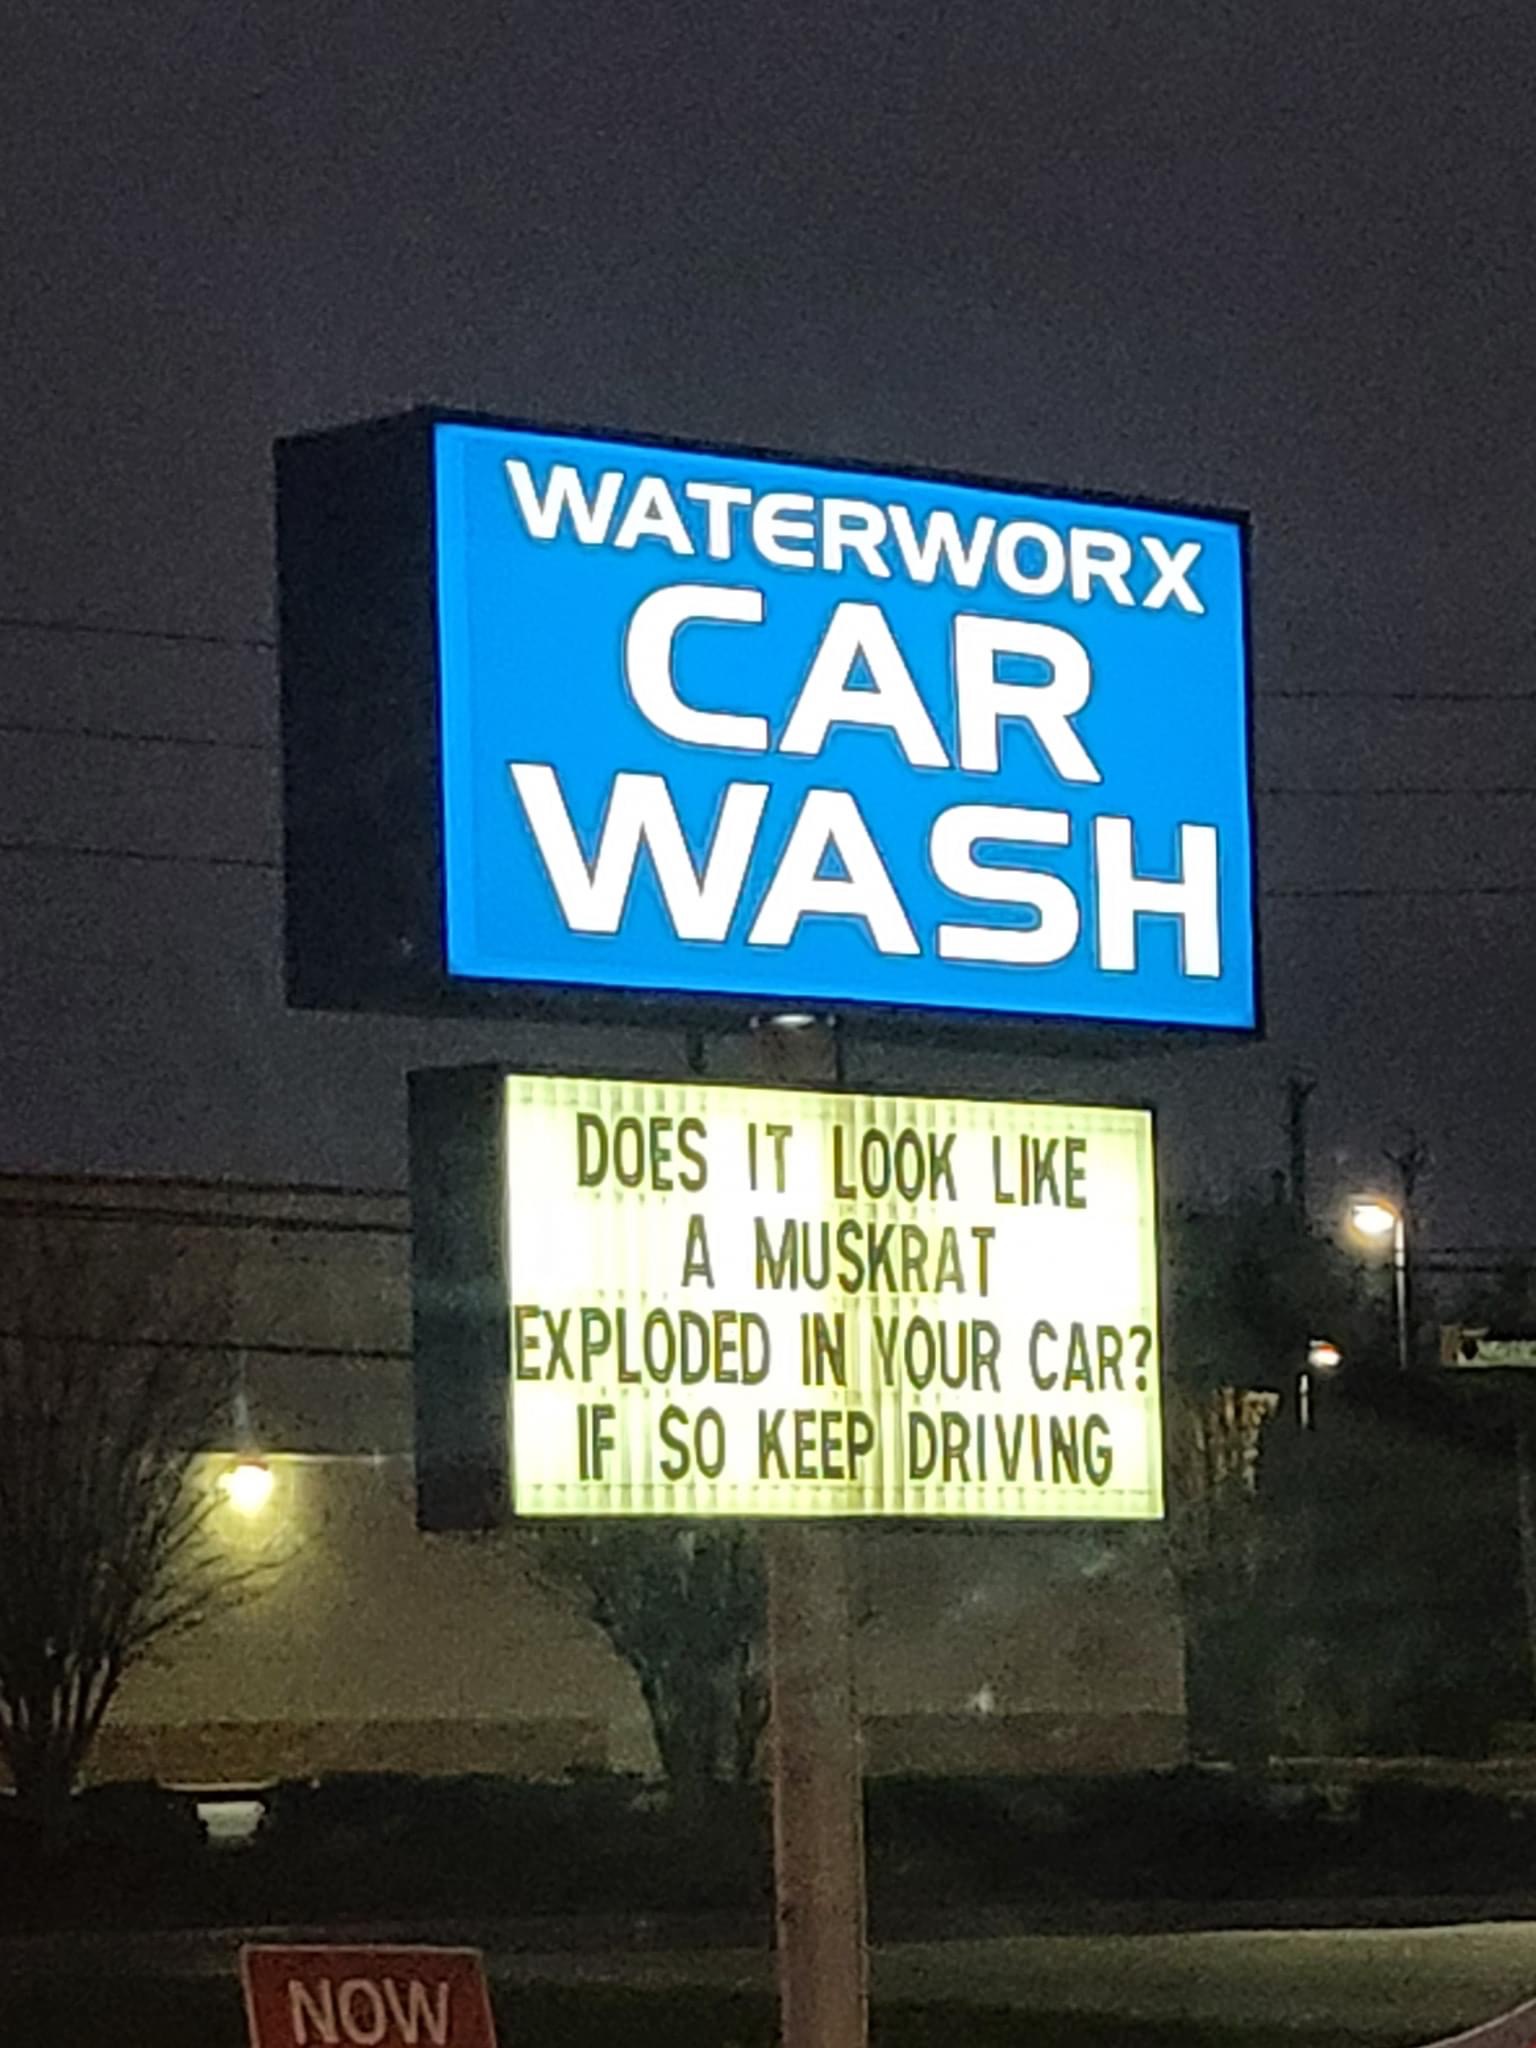 WATERWORX
CAR
WASH
DOES IT LOOK LIKE
A MUSKRAT
EXPLODED IN YOUR CAR?
IF SO KEEP DRIVING
NOW